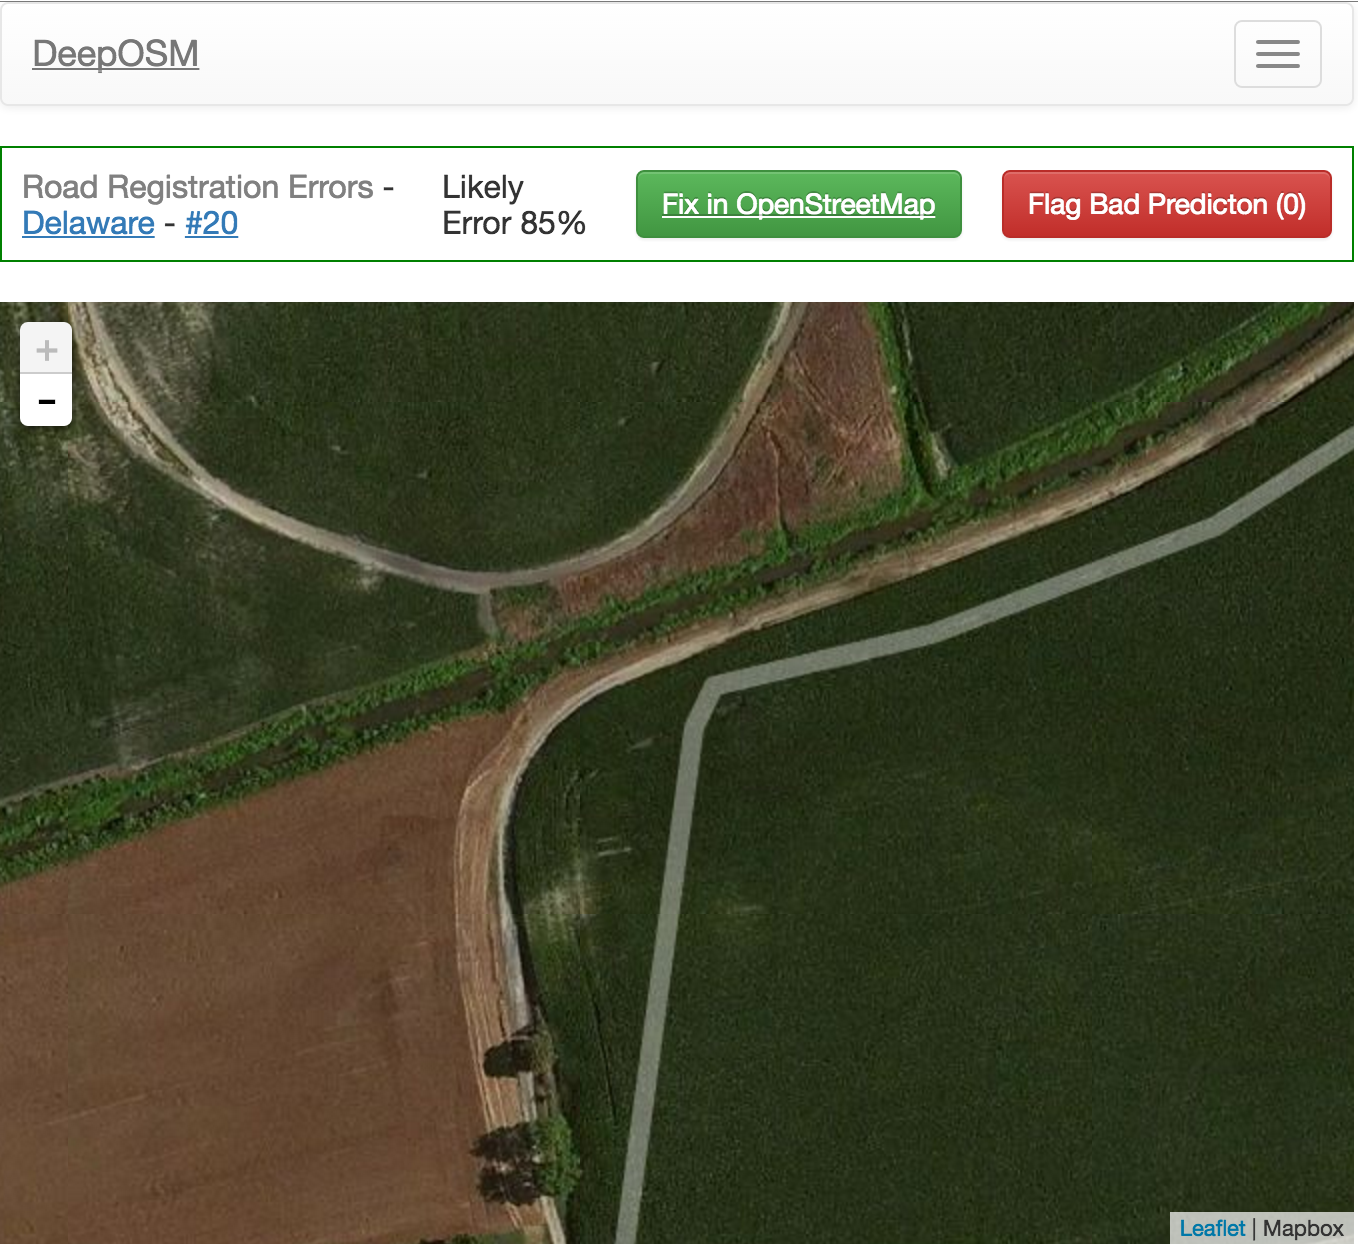 DeepOSM
Road Registration Errors -
Delaware - #20
Likely
Error 85%
Fix in OpenStreetMap
Flag Bad Predicton (0)
+
-
Leaflet | Mapbox